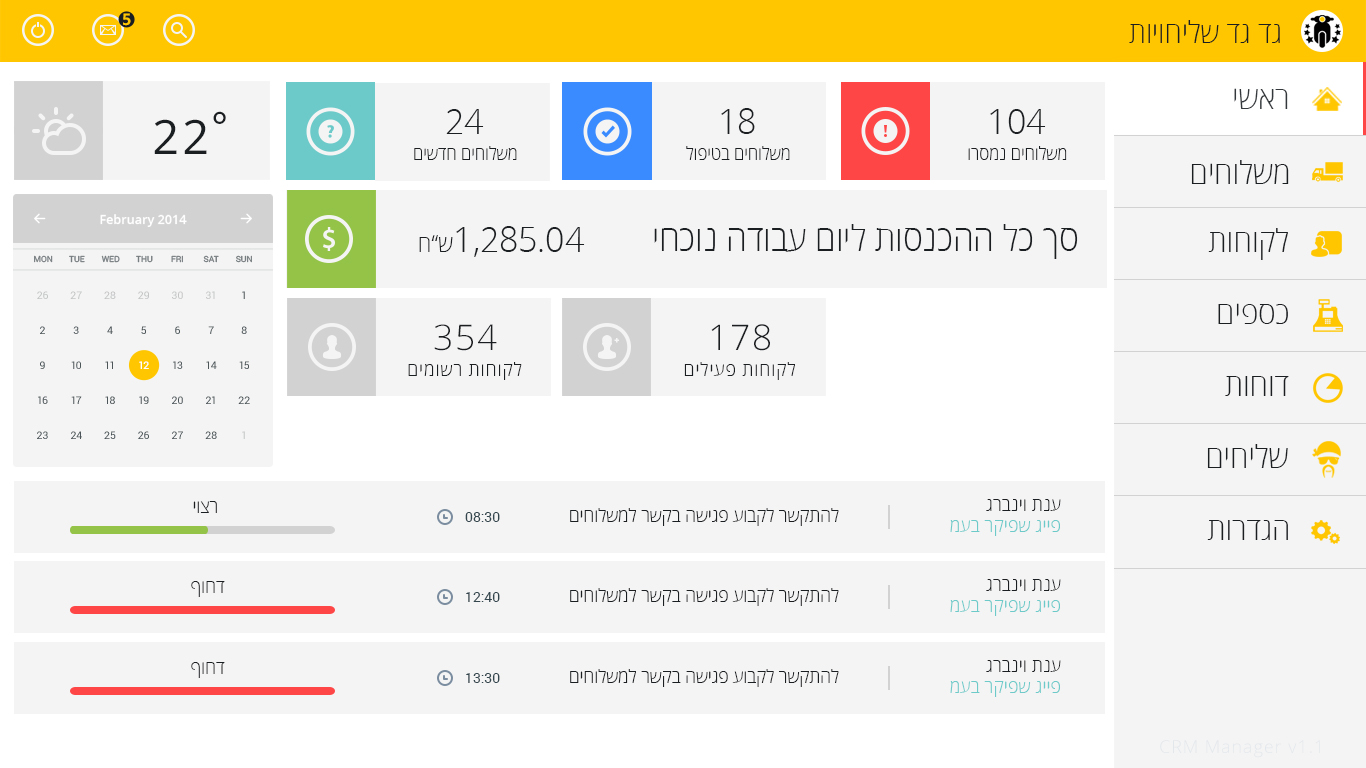 גד גד שליחויות
5
ראשי
משלוחים
לקוחות
כספים
דוחות
שליחים
הגדרות
CRM Manager v1.1
104
משלוחים נמסרו
18
משלוחים בטיפול
24
משלוחים חדשים
22°
סך כל ההכנסות ליום עבודה נוכחי
1,285.04ש״ח
178
לקוחות פעילים
354
לקוחות רשומים
February 2014
MON TUE WED THU FRI SAT SUN
26 27 28 29 30 31 1
2 3 4 5 6 7 8
9 10 11 12 13 14 15
16 17 18 19 20 21 22
23 24 25 26 27 28 1
ענת וינברג
פייג שפיקר בעמ
להתקשר לקבוע פגישה בקשר למשלוחים
08:30
רצוי
ענת וינברג
פייג שפיקר בעמ
להתקשר לקבוע פגישה בקשר למשלוחים
12:40
דחוף
ענת וינברג
פייג שפיקר בעמ
להתקשר לקבוע פגישה בקשר למשלוחים
13:30
דחוף